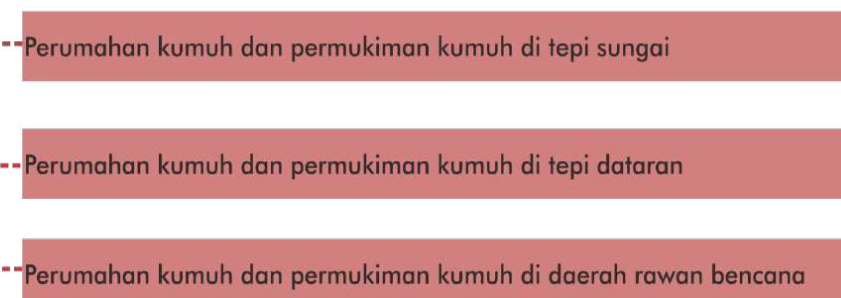 Perumahan kumuh dan permukiman kumuh di tepi sungai
Perumahan kumuh dan permukiman kumuh di tepi dataran
Perumahan kumuh dan permukiman kumuh di daerah rawan bencana